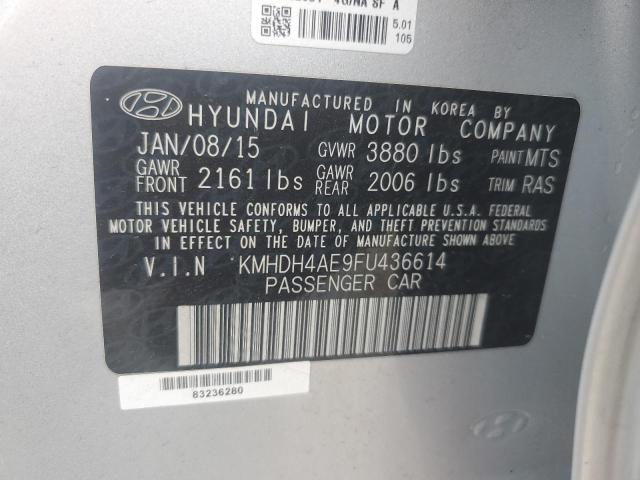 SF A
5.01
105
MANUFACTURED IN KOREA BY
HYUNDAI MOTOR COMPANY
JAN/08/15 GVWR 3880 lbs PAINT MTS
GAWR FRONT 2161 lbs GAWR REAR 2006 lbs TRIM RAS
THIS VEHICLE CONFORMS TO ALL APPLICABLE U.S.A. FEDERAL
MOTOR VEHICLE SAFETY, BUMPER, AND THEFT PREVENTION STANDARDS
IN EFFECT ON THE DATE OF MANUFACTURE SHOWN ABOVE.
V.I.N KMHDH4AE9FU436614
PASSENGER CAR
83236280